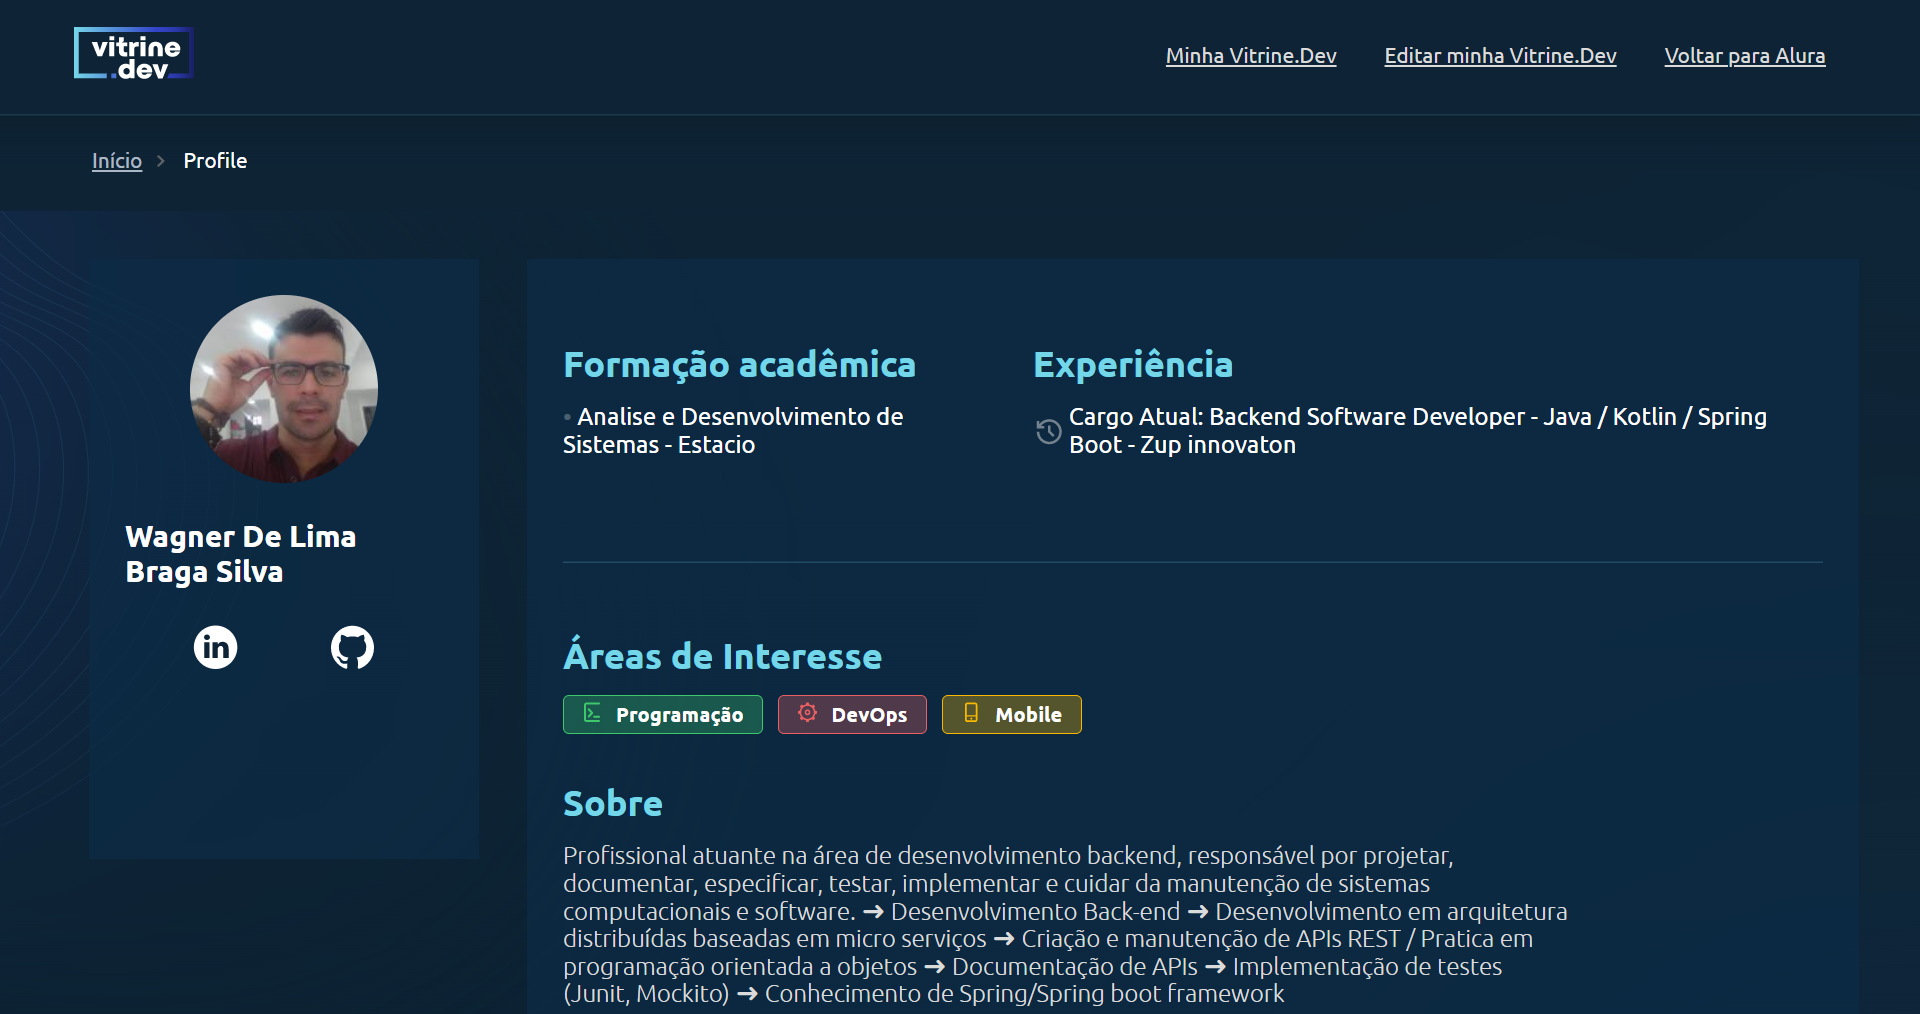 vitrine
.dev
Minha Vitrine.Dev
Editar minha Vitrine.Dev
Voltar para Alura
Início
Profile
Wagner De Lima
Braga Silva
in
Formação acadêmica
• Analise e Desenvolvimento de
Sistemas - Estacio
Experiência
Cargo Atual: Backend Software Developer - Java / Kotlin / Spring
Boot - Zup innovaton
Áreas de Interesse
Programação
DevOps
Mobile
Sobre
Profissional atuante na área de desenvolvimento backend, responsável por projetar,
documentar, especificar, testar, implementar e cuidar da manutenção de sistemas
computacionais e software. ➜ Desenvolvimento Back-end ➜ Desenvolvimento em arquitetura
distribuídas baseadas em micro serviços ➜ Criação e manutenção de APIs REST / Pratica em
programação orientada a objetos ➜ Documentação de APIs ➜ Implementação de testes
(Junit, Mockito) ➜ Conhecimento de Spring/Spring boot framework